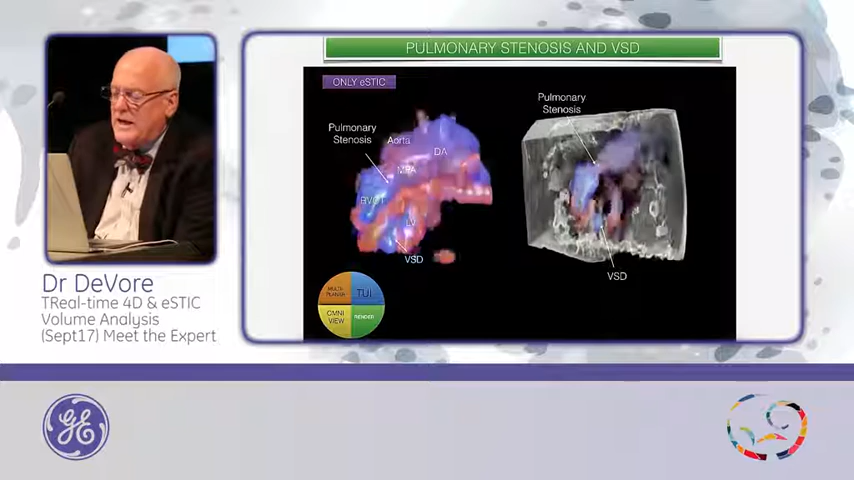 PULMONARY STENOSIS AND VSD
ONLY eSTIC
Pulmonary
Stenosis
Aorta
DA
MPA
RVOT
LV
VSD
Pulmonary
Stenosis
VSD
MULTI-
PLANAR
TUI
OMNI
VIEW
RENDER
Dr DeVore
TReal-time 4D & eSTIC
Volume Analysis
(Sept17) Meet the Expert
GE